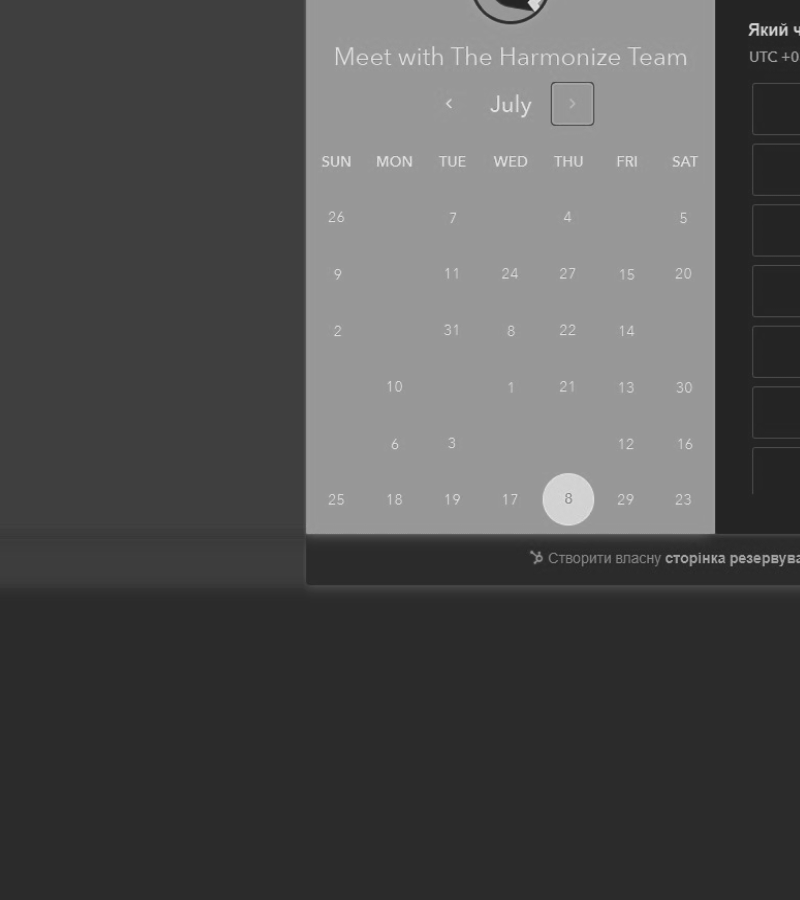 Meet with The Harmonize Team
July
SUN MON TUE WED THU FRI SAT
26 7 4 5
9 11 24 27 15 20
2 31 8 22 14
10 1 21 13 30
6 3 12 16
25 18 19 17 8 29 23
Який
UTC
Створити власну сторінка